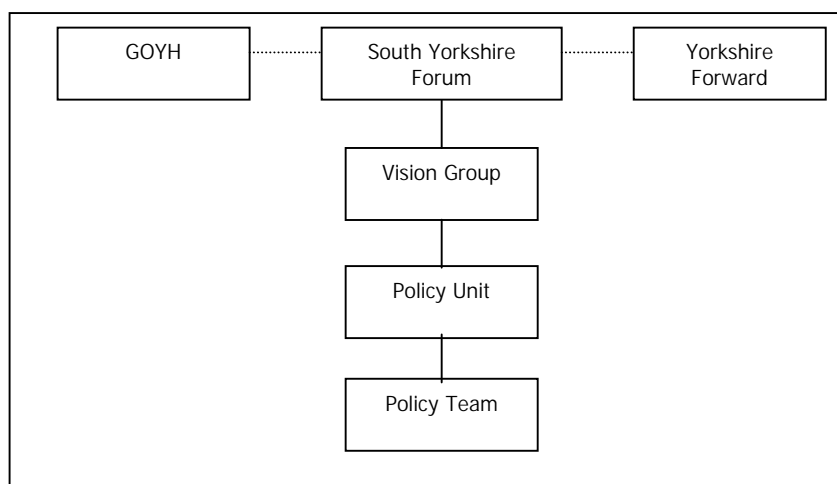 GOYH
South Yorkshire
Forum
Yorkshire
Forward
Vision Group
Policy Unit
Policy Team